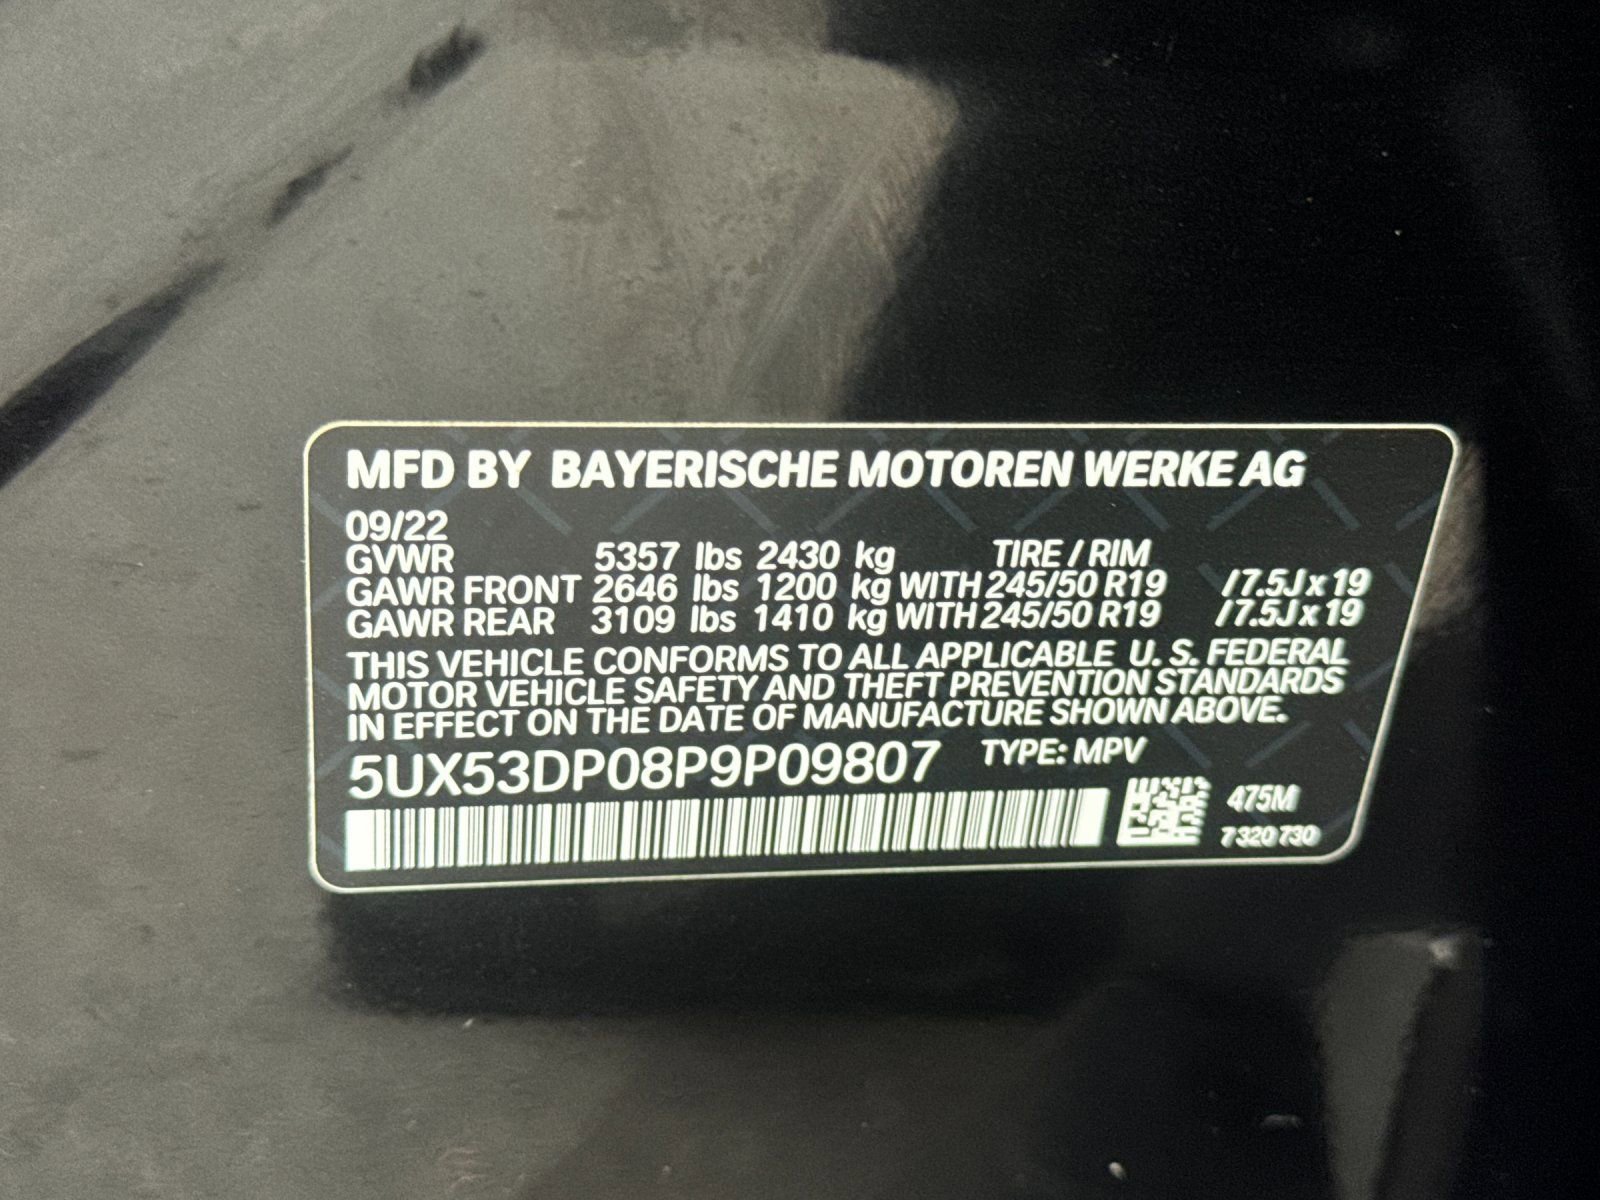 MFD BY BAYERISCHE MOTOREN WERKE AG
09/22
GVWR 5357 lbs 2430 kg TIRE / RIM
GAWR FRONT 2646 lbs 1200 kg WITH 245/50 R19 /7.5J x 19
GAWR REAR 3109 lbs 1410 kg WITH 245/50 R19 /7.5J x 19
THIS VEHICLE CONFORMS TO ALL APPLICABLE U. S. FEDERAL
MOTOR VEHICLE SAFETY AND THEFT PREVENTION STANDARDS
IN EFFECT ON THE DATE OF MANUFACTURE SHOWN ABOVE.
5UX53DP08P9P09807 TYPE: MPV
475M
7 320 730